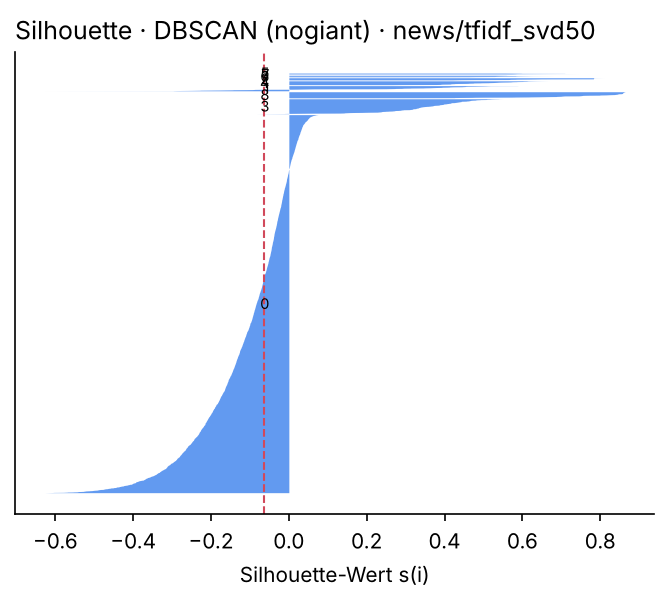 Silhouette · DBSCAN (nogiant) · news/tfidf_svd50
3
0
−0.6 −0.4 −0.2 0.0 0.2 0.4 0.6 0.8
Silhouette-Wert s(i)